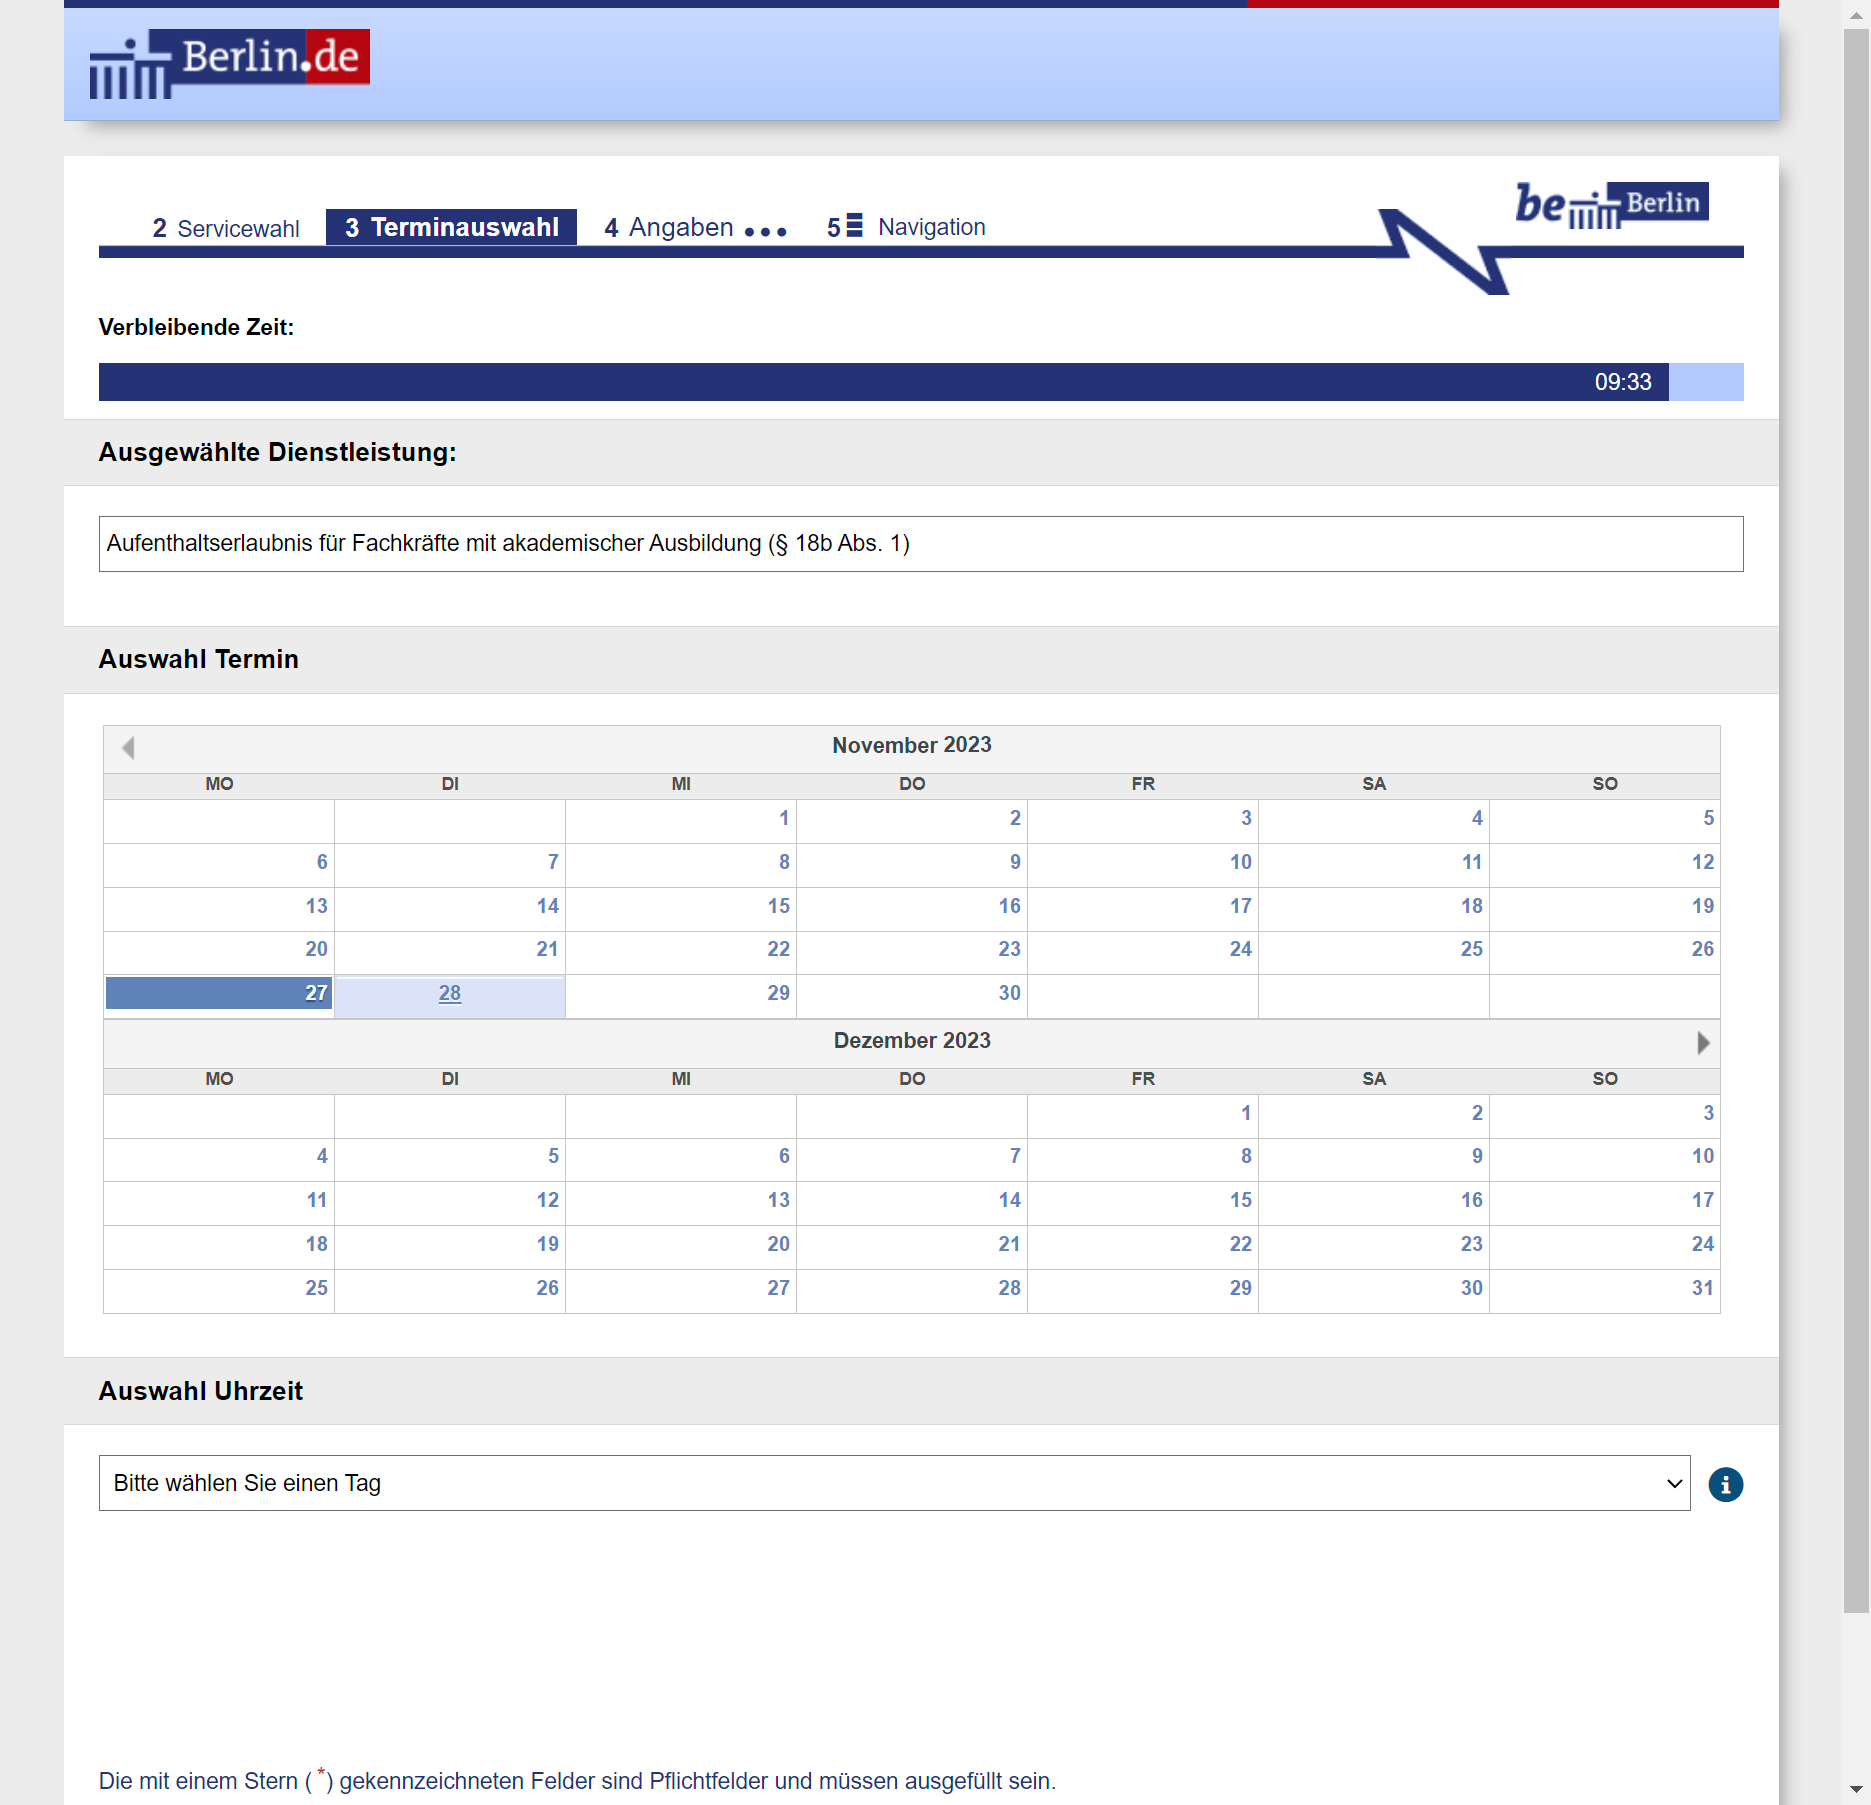 Berlin.de
be Berlin
2 Servicewahl 3 Terminauswahl 4 Angaben 5 Navigation
Verbleibende Zeit:
09:33
Ausgewählte Dienstleistung:
Aufenthaltserlaubnis für Fachkräfte mit akademischer Ausbildung (§ 18b Abs. 1)
Auswahl Termin
November 2023
MO DI MI DO FR SA SO
1 2 3 4 5
6 7 8 9 10 11 12
13 14 15 16 17 18 19
20 21 22 23 24 25 26
27 28 29 30
Dezember 2023
MO DI MI DO FR SA SO
1 2 3
4 5 6 7 8 9 10
11 12 13 14 15 16 17
18 19 20 21 22 23 24
25 26 27 28 29 30 31
Auswahl Uhrzeit
Bitte wählen Sie einen Tag
Die mit einem Stern ( *) gekennzeichneten Felder sind Pflichtfelder und müssen ausgefüllt sein.